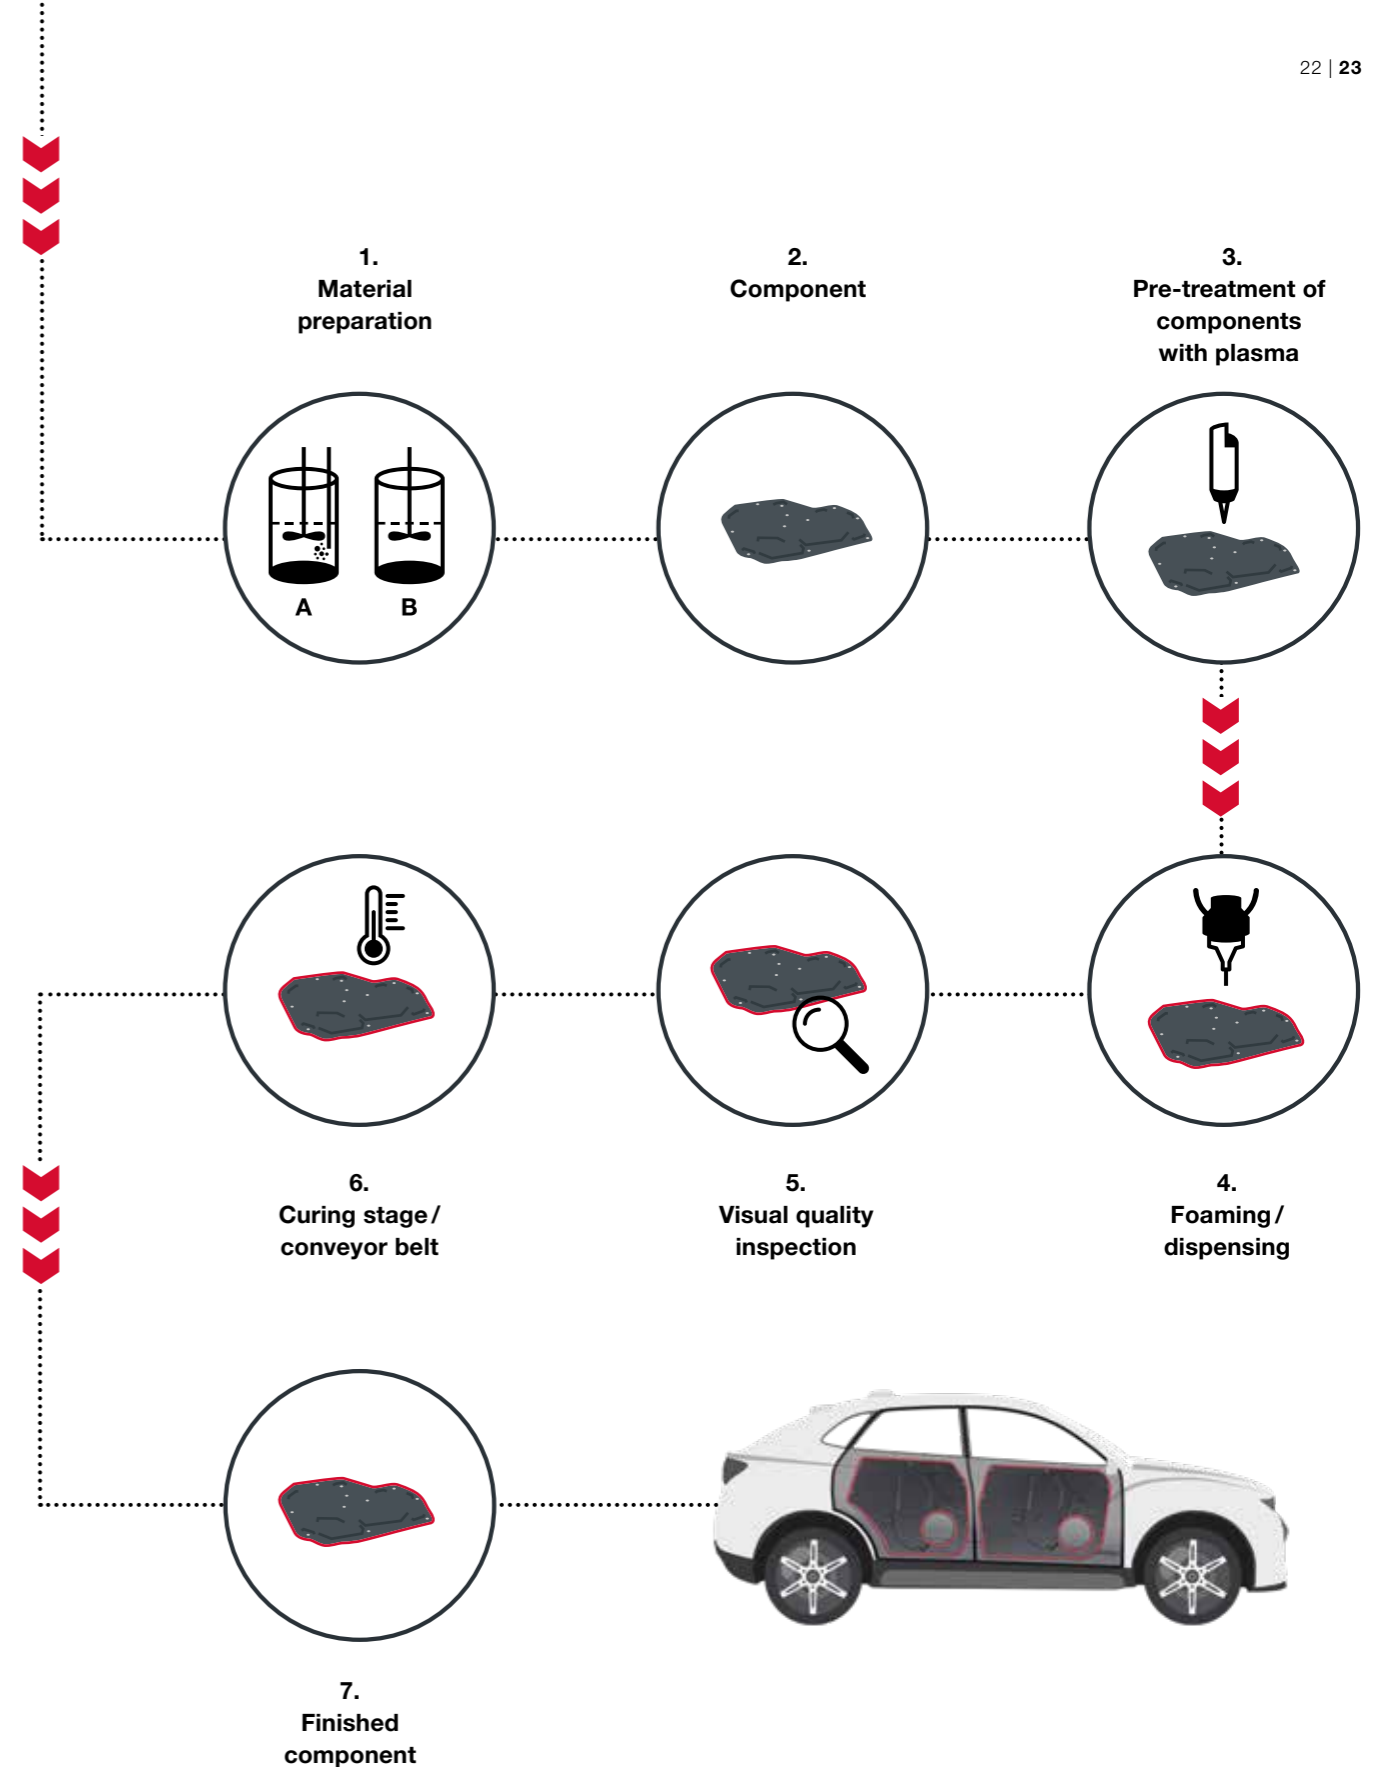 22 | 23
1.
Material
preparation
2.
Component
3.
Pre-treatment of
components
with plasma
A
B
6.
Curing stage /
conveyor belt
5.
Visual quality
inspection
4.
Foaming /
dispensing
7.
Finished
component